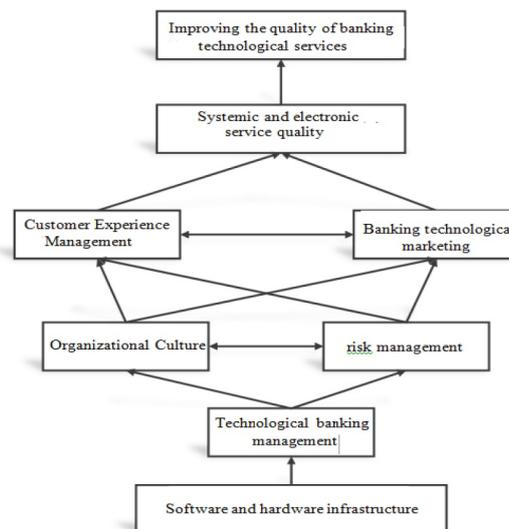 Improving the quality of banking
technological services
Systemic and electronic
service quality
Customer Experience
Management
Banking technologica
marketing
Organizational Culture
risk management
Technological banking
management
Software and hardware infrastructure